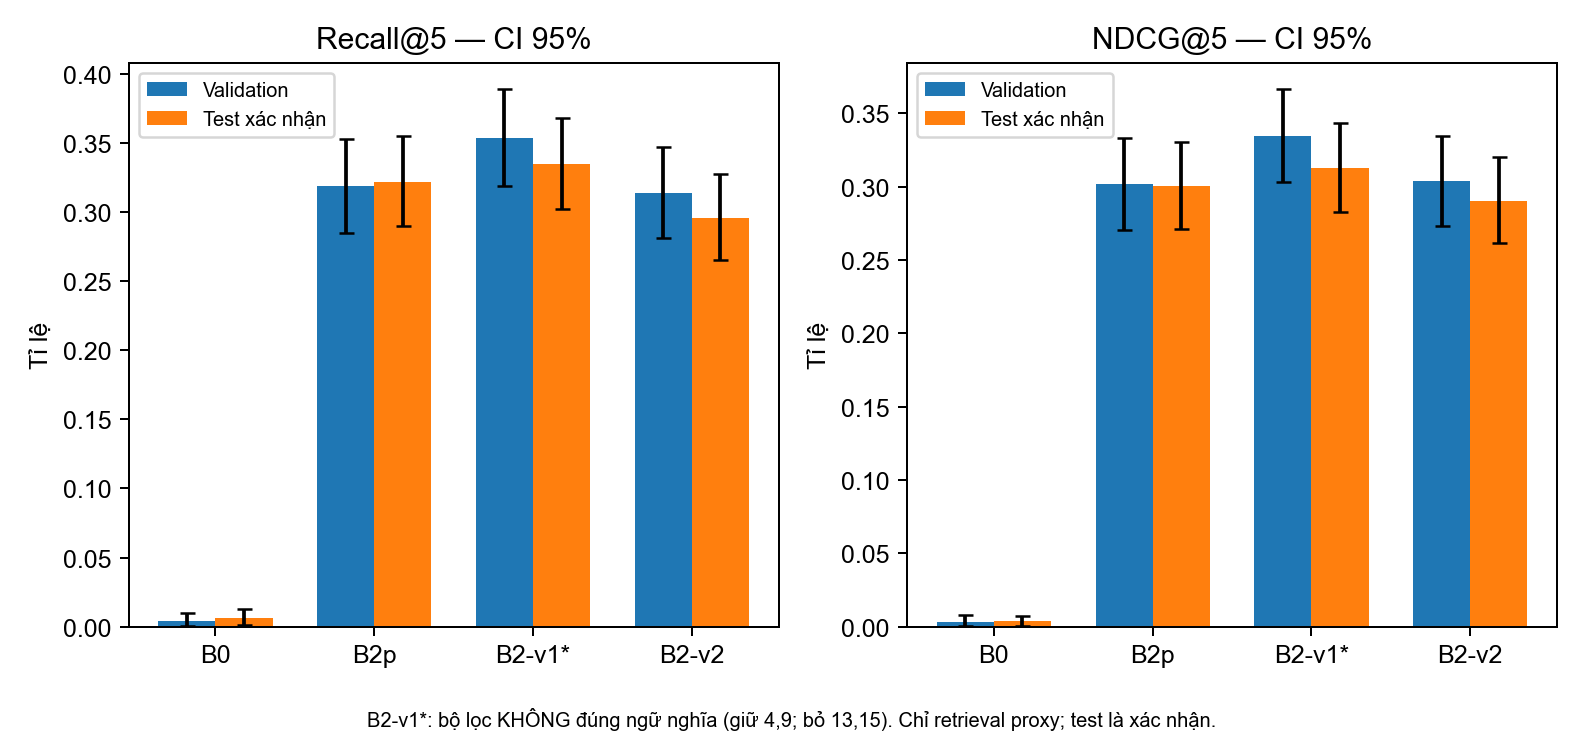 Recall@5 — CI 95%
Validation
Test xác nhận
Tỉ lệ
0.40
0.35
0.30
0.25
0.20
0.15
0.10
0.05
0.00
B0
B2p
B2-v1*
B2-v2
NDCG@5 — CI 95%
Validation
Test xác nhận
Tỉ lệ
0.35
0.30
0.25
0.20
0.15
0.10
0.05
0.00
B0
B2p
B2-v1*
B2-v2
B2-v1*: bộ lọc KHÔNG đúng ngữ nghĩa (giữ 4,9; bỏ 13,15). Chỉ retrieval proxy; test là xác nhận.